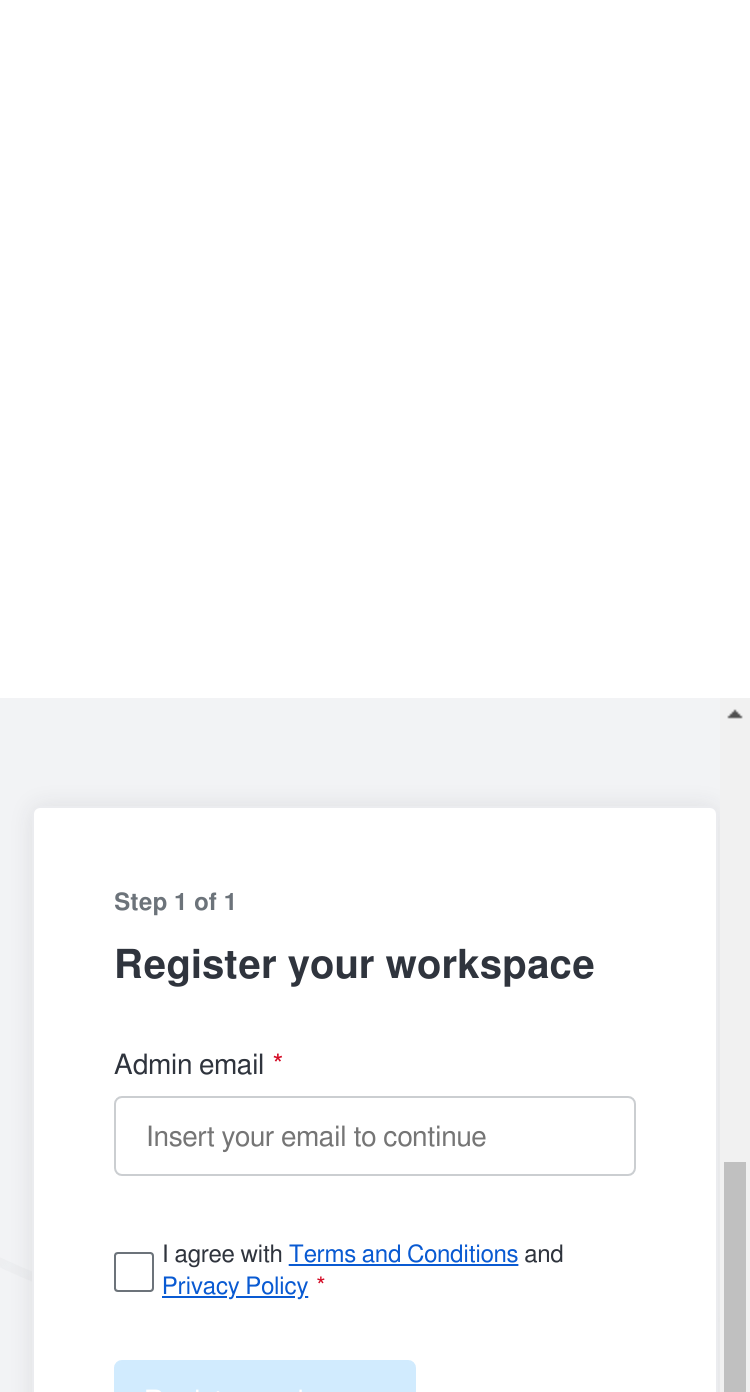 Step 1 of 1
Register your workspace
Admin email *
Insert your email to continue
I agree with Terms and Conditions and
Privacy Policy *